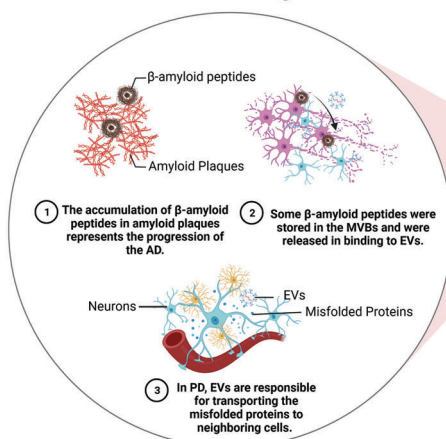 β-amyloid peptides
Amyloid Plaques
1 The accumulation of β-amyloid
peptides in amyloid plaques
represents the progression of
the AD.
2 Some β-amyloid peptides were
stored in the MVBs and were
released in binding to EVs.
Neurons
EVs
Misfolded Proteins
3 In PD, EVs are responsible
for transporting the
misfolded proteins to
neighboring cells.